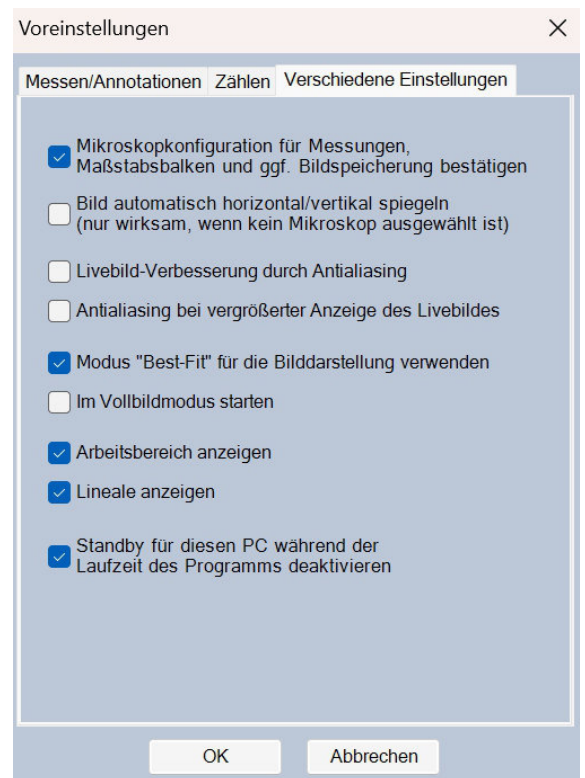 Voreinstellungen
Messen/Annotationen Zählen Verschiedene Einstellungen
Mikroskopkonfiguration für Messungen,
Maßstabsbalken und ggf. Bildspeicherung bestätigen
Bild automatisch horizontal/vertikal spiegeln
(nur wirksam, wenn kein Mikroskop ausgewählt ist)
Livebild-Verbesserung durch Antialiasing
Antialiasing bei vergrößerter Anzeige des Livebildes
Modus "Best-Fit" für die Bilddarstellung verwenden
Im Vollbildmodus starten
Arbeitsbereich anzeigen
Lineale anzeigen
Standby für diesen PC während der
Laufzeit des Programms deaktivieren
OK Abbrechen